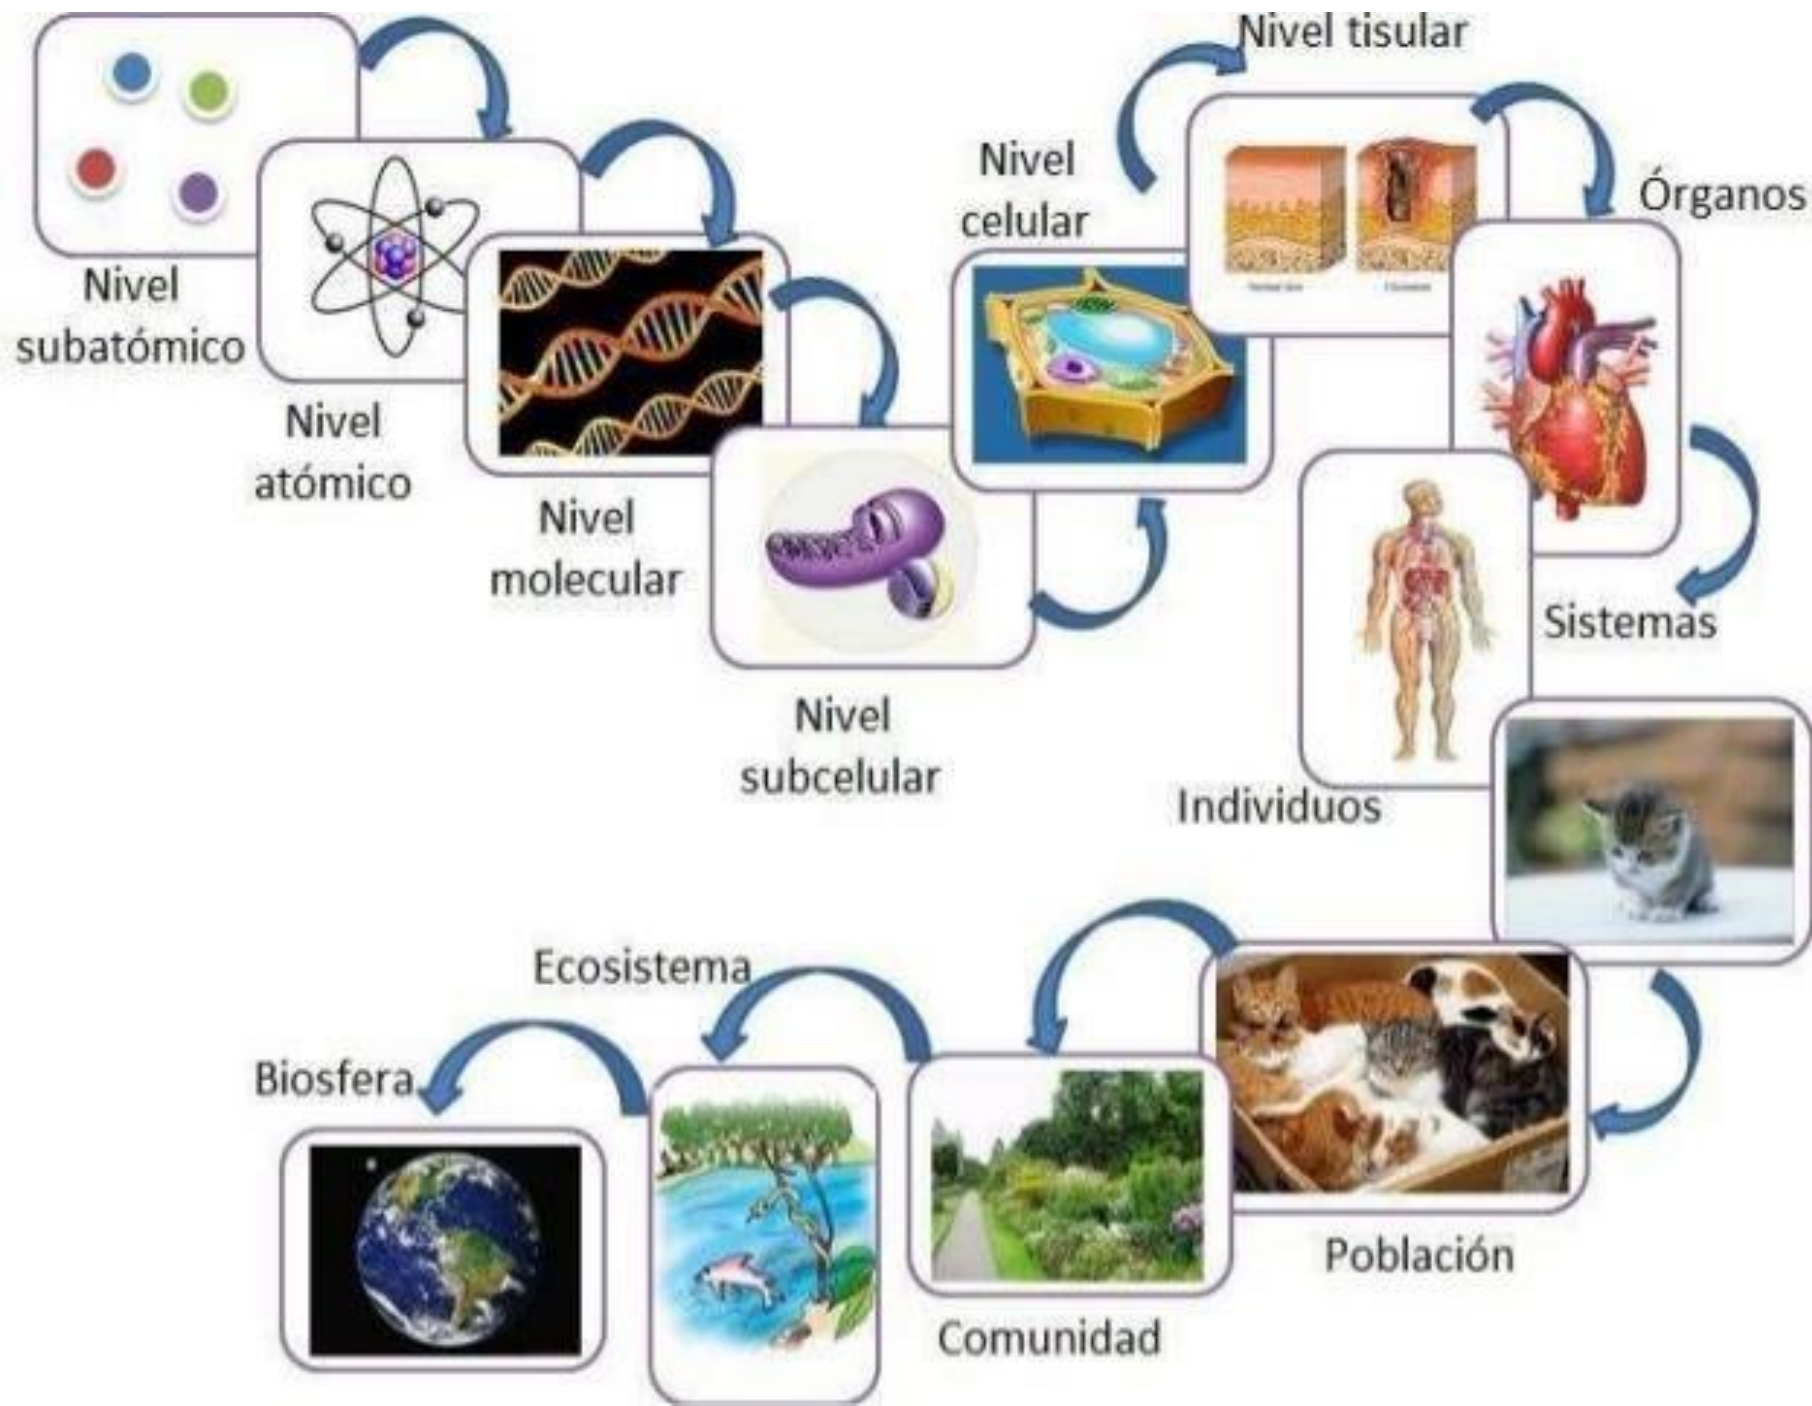 Nivel
subatómico
Nivel
atómico
Nivel
molecular
Nivel
subcelular
Nivel
celular
Nivel tisular
Órganos
Sistemas
Individuos
Población
Comunidad
Ecosistema
Biosfera